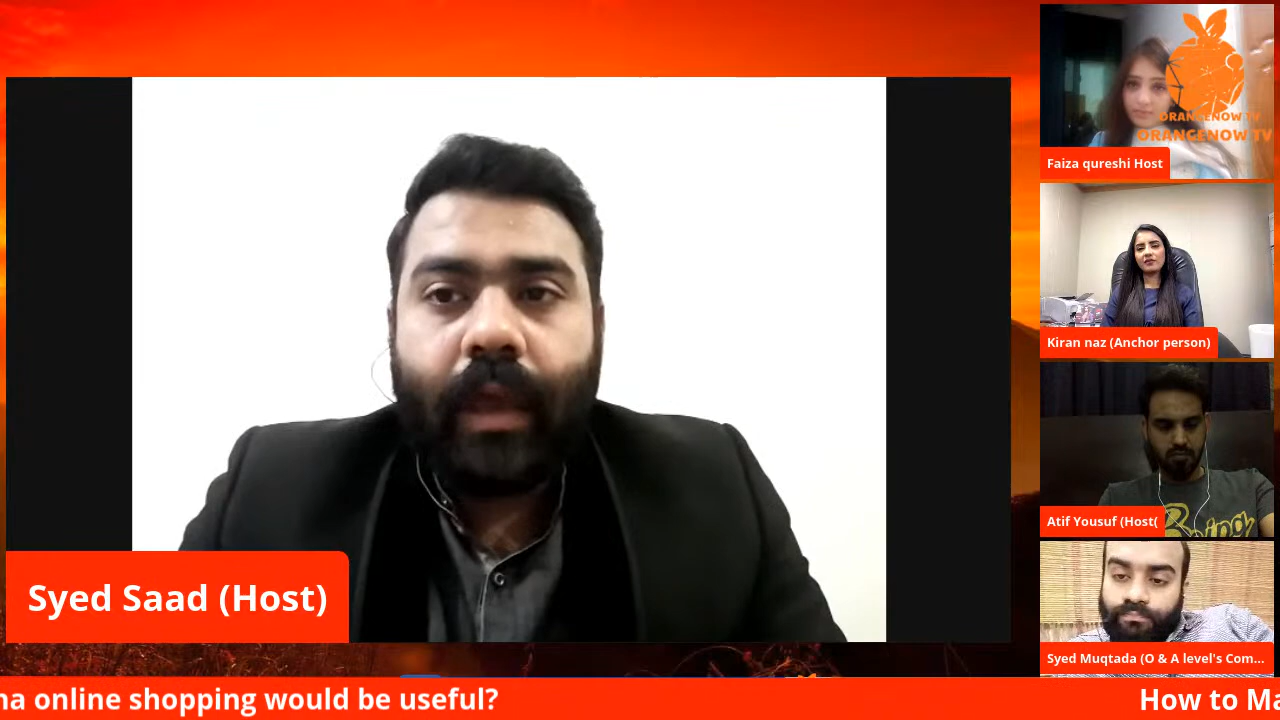 ORANGENOW TV
ORANGENOW TV
Faiza qureshi Host
Kiran naz (Anchor person)
Atif Yousuf (Host(
Being
Syed Saad (Host)
Syed Muqtada (O & A level's Com...
na online shopping would be useful?
How to Ma